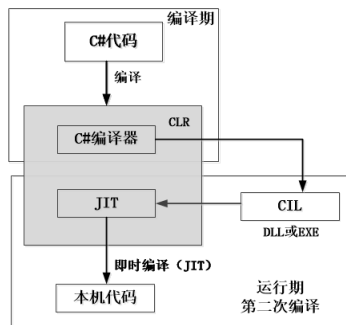 编译期
C#代码
编译
CLR
C#编译器
JIT
CIL
DLL或EXE
即时编译（JIT）
本机代码
运行期
第二次编译